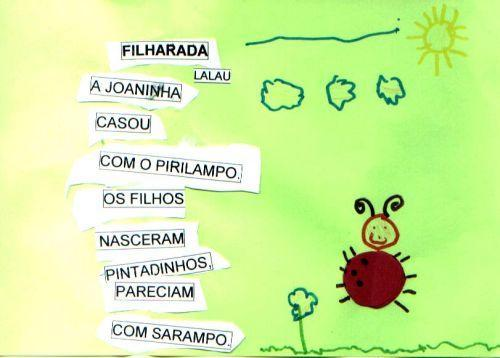 FILHARADA
LALAU
A JOANINHA
CASOU
COM O PIRILAMPO.
OS FILHOS
NASCERAM
PINTADINHOS,
PARECIAM
COM SARAMPO.